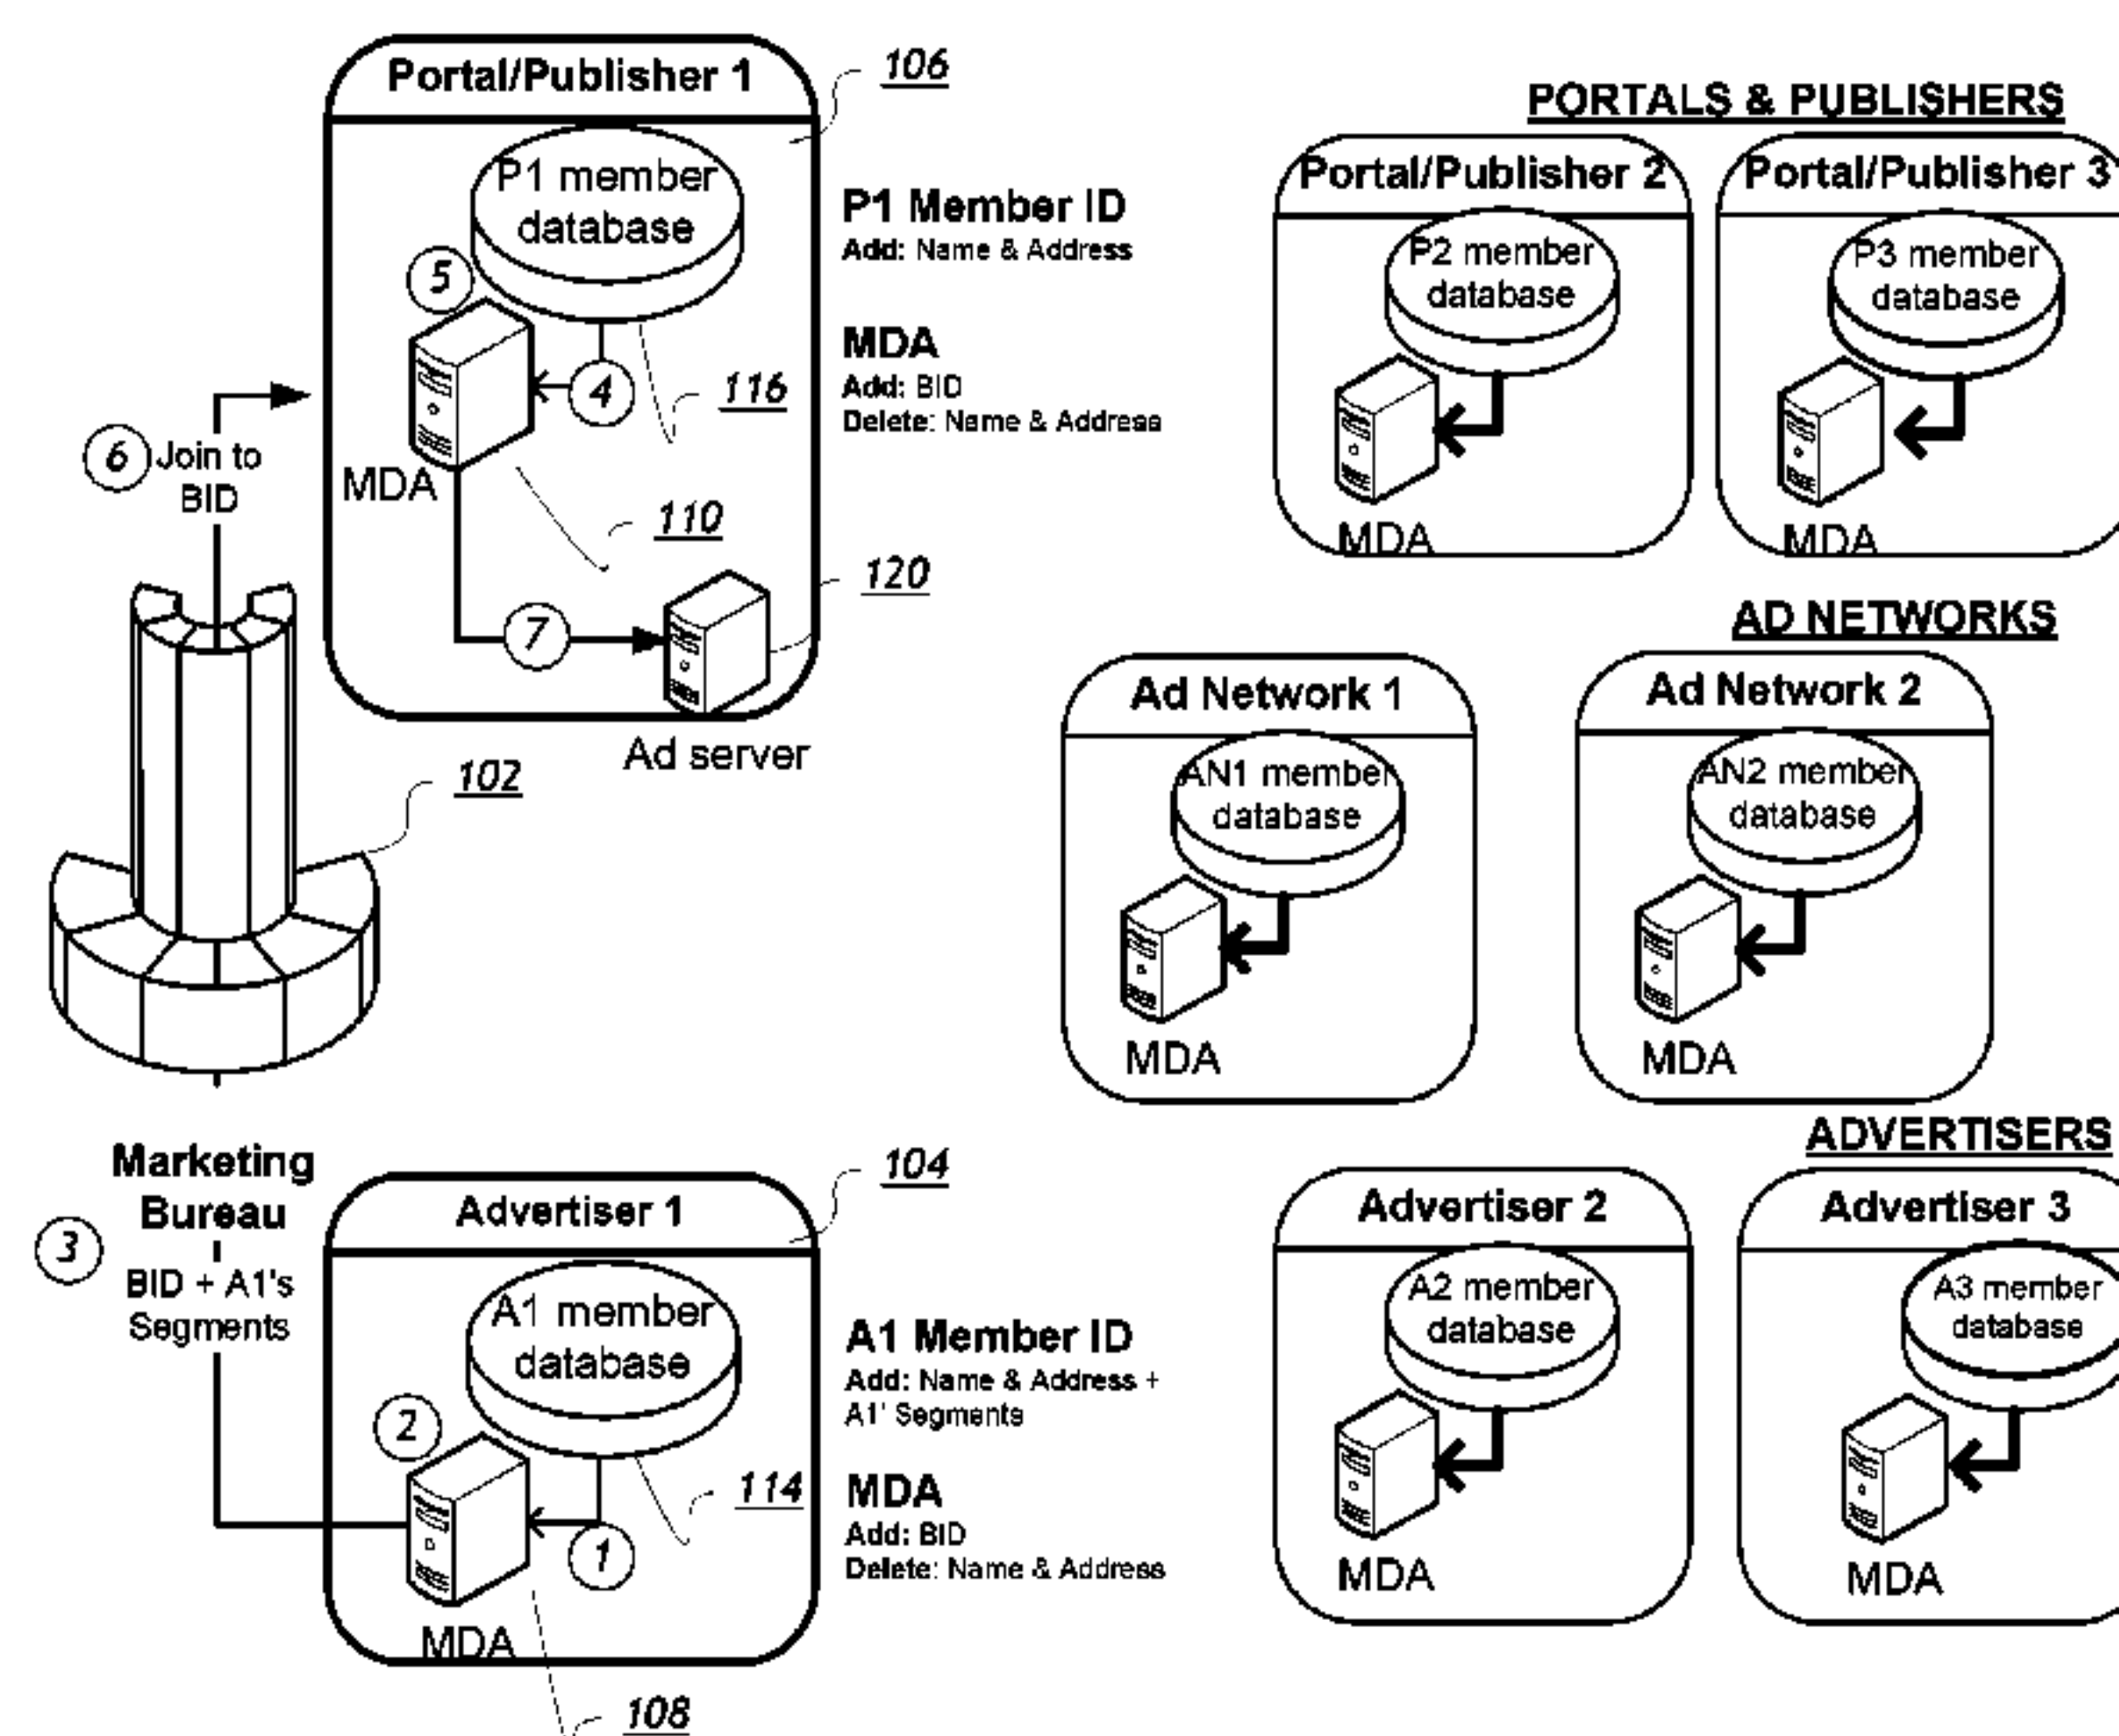 Portal/Publisher 1
106
P1 member
database
5
4
116
MDA
110
7
120
Ad server
P1 Member ID
Add: Name & Address
MDA
Add: BID
Delete: Name & Address
6
Join to
BID
102
Marketing
Bureau
3
BID + A1's
Segments
Advertiser 1
104
A1 member
database
2
1
114
MDA
108
A1 Member ID
Add: Name & Address +
A1' Segments
MDA
Add: BID
Delete: Name & Address
PORTALS & PUBLISHERS
Portal/Publisher 2
P2 member
database
MDA
Portal/Publisher 3
P3 member
database
MDA
AD NETWORKS
Ad Network 1
AN1 member
database
MDA
Ad Network 2
AN2 member
database
MDA
ADVERTISERS
Advertiser 2
A2 member
database
MDA
Advertiser 3
A3 member
database
MDA